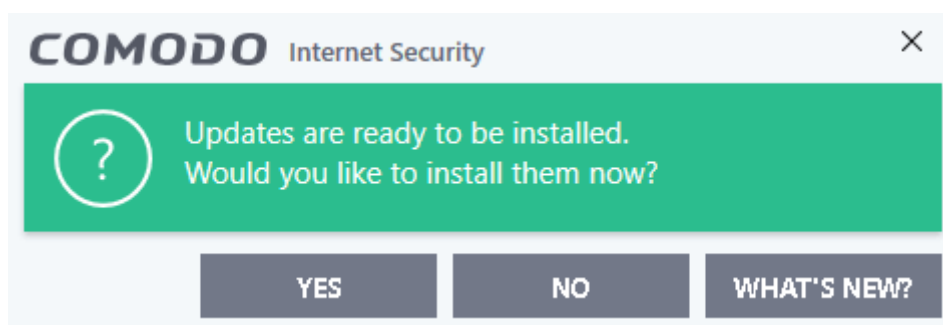 COMODO Internet Security
Updates are ready to be installed.
Would you like to install them now?
YES NO WHAT'S NEW?